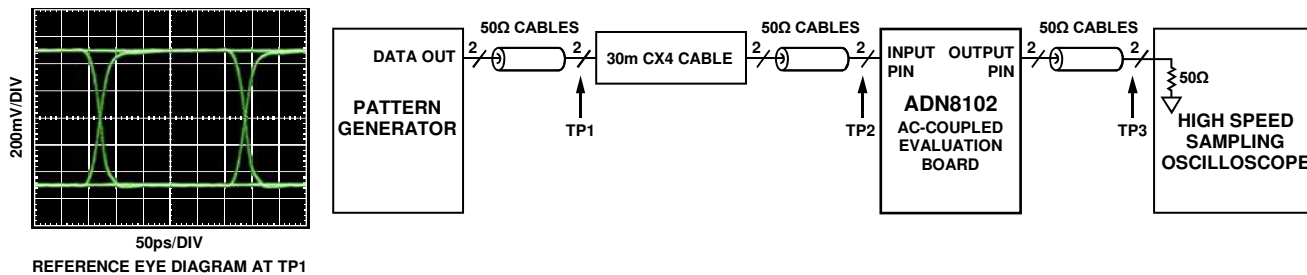 200mV/DIV
50ps/DIV
REFERENCE EYE DIAGRAM AT TP1
DATA OUT
PATTERN
GENERATOR
2
50Ω CABLES
2
TP1
30m CX4 CABLE
2
50Ω CABLES
2
TP2
INPUT
PIN
OUTPUT
PIN
ADN8102
AC-COUPLED
EVALUATION
BOARD
2
50Ω CABLES
2
TP3
50Ω
HIGH SPEED
SAMPLING
OSCILLOSCOPE